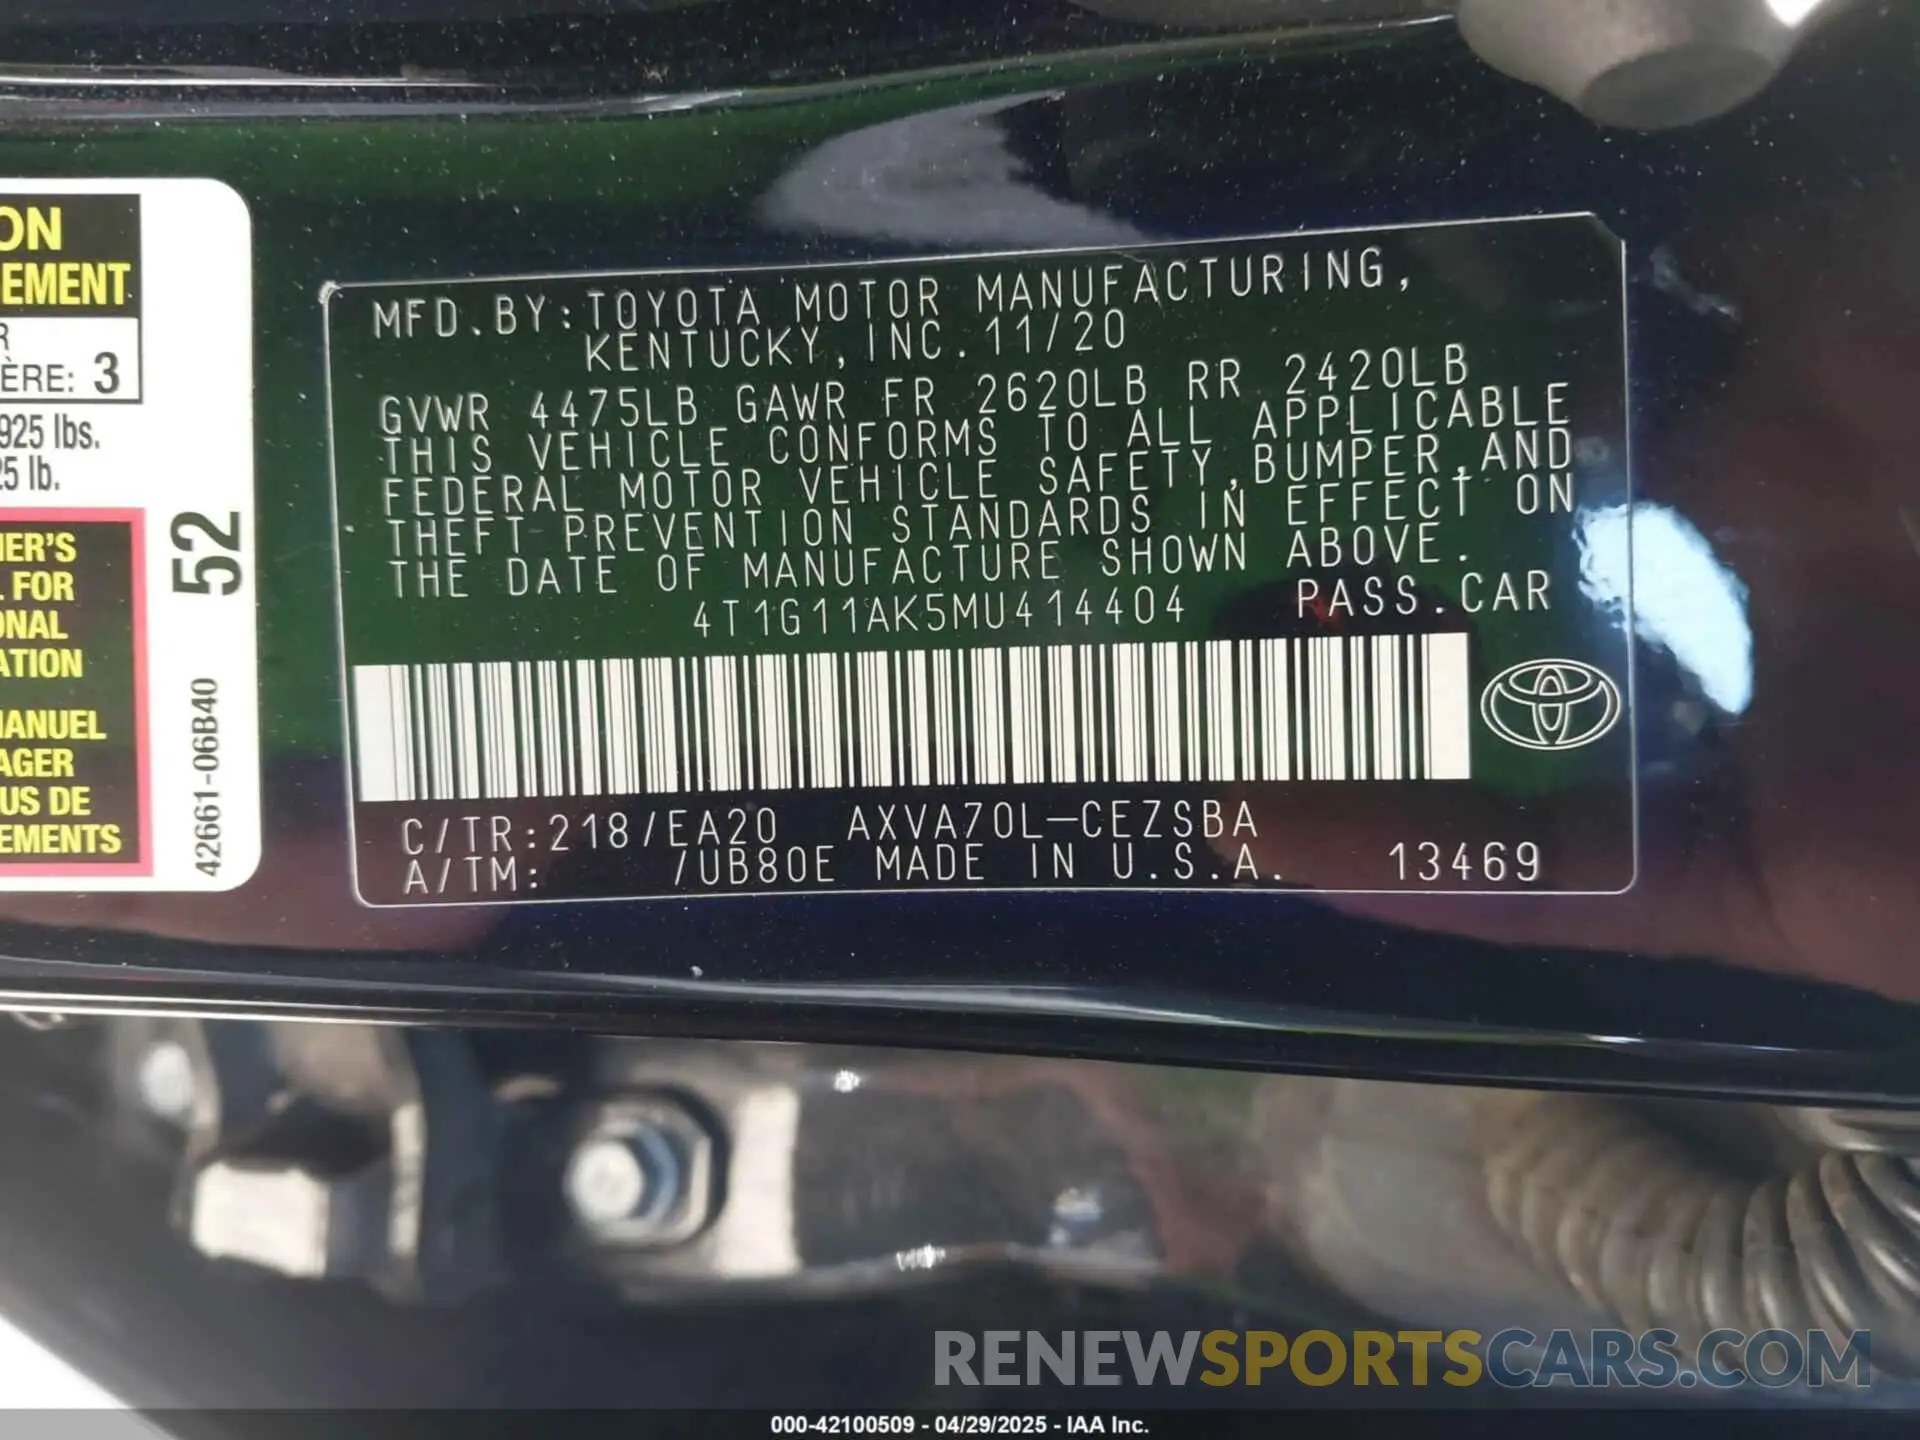 ON
EMENT
R
ÈRE: 3
925 lbs.
25 lb.
52
IER'S
L FOR
ONAL
ATION
MANUEL
AGER
US DE
EMENTS
42661-06B40
MFD.BY:TOYOTA MOTOR MANUFACTURING,
KENTUCKY, INC. 11/20
GVWR 4475LB GAWR FR 2620LB RR 2420LB
THIS VEHICLE CONFORMS TO ALL APPLICABLE
FEDERAL MOTOR VEHICLE SAFETY,BUMPER,AND
THEFT PREVENTION STANDARDS IN EFFECT ON
THE DATE OF MANUFACTURE SHOWN ABOVE.
4T1G11AK5MU414404 PASS.CAR
C/TR:218/EA20 AXVA70L-CEZSBA
A/TM: /UB80E MADE IN U.S.A. 13469
RENEWSPORTSCARS.COM
000-42100509 - 04/29/2025 - IAA Inc.